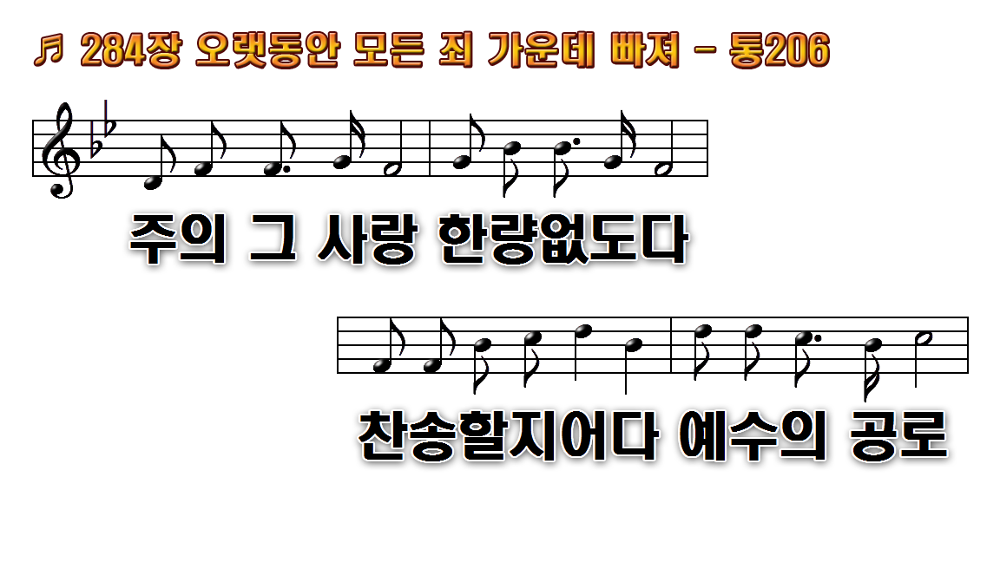 ♬ 284장 오랫동안 모든 죄 가운데 빠져 - 통206
주의 그 사랑 한량없도다
찬송할지어다 예수의 공로